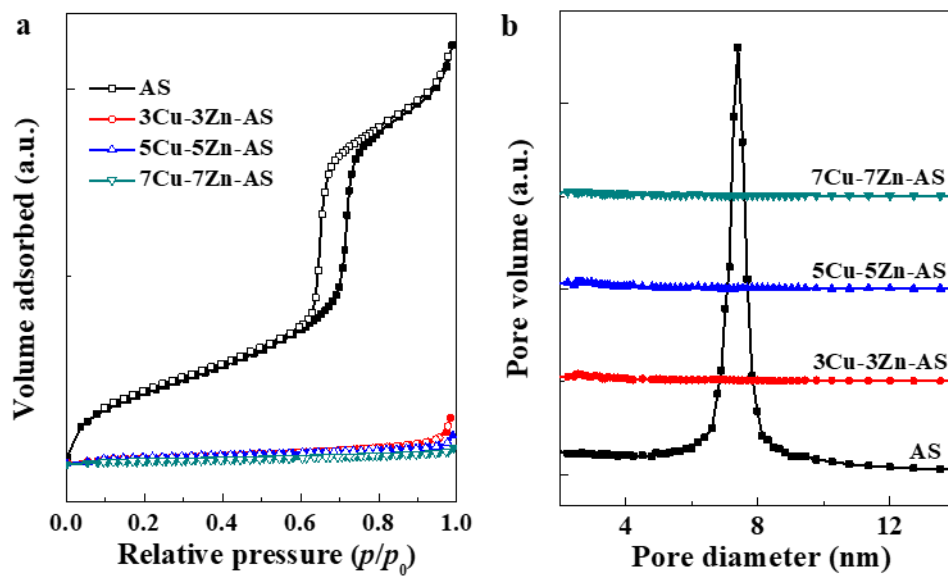 a
Volume adsorbed (a.u.)
AS
3Cu-3Zn-AS
5Cu-5Zn-AS
7Cu-7Zn-AS
0.0 0.2 0.4 0.6 0.8 1.0
Relative pressure (p/p₀)
b
Pore volume (a.u.)
7Cu-7Zn-AS
5Cu-5Zn-AS
3Cu-3Zn-AS
AS
4 8 12
Pore diameter (nm)